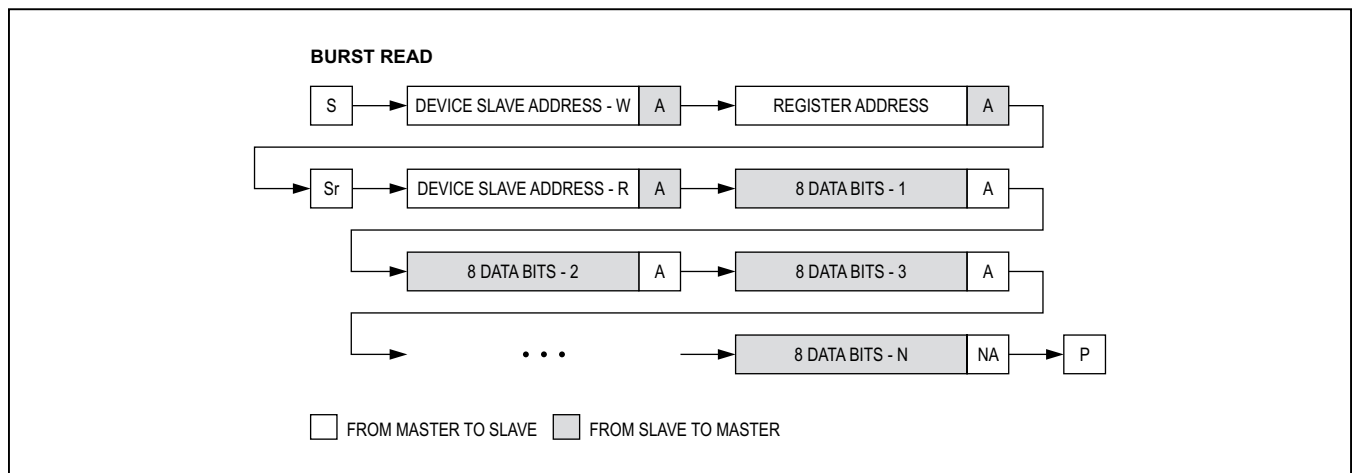 BURST READ
S DEVICE SLAVE ADDRESS - W A REGISTER ADDRESS A
Sr DEVICE SLAVE ADDRESS - R A 8 DATA BITS - 1 A
8 DATA BITS - 2 A 8 DATA BITS - 3 A
• • • 8 DATA BITS - N NA P
FROM MASTER TO SLAVE FROM SLAVE TO MASTER